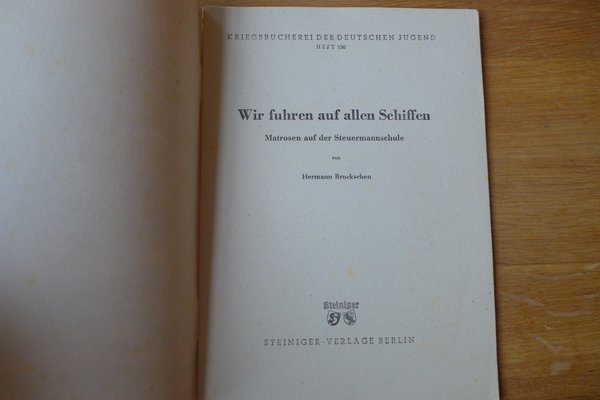 KRIEGSBÜCHEREI DER DEUTSCHEN JUGEND
HEFT 150
Wir fuhren auf allen Schiffen
Matrosen auf der Steuermannschule
von
Hermann Bruckschen
Steiniger
STEINIGER-VERLAGE BERLIN